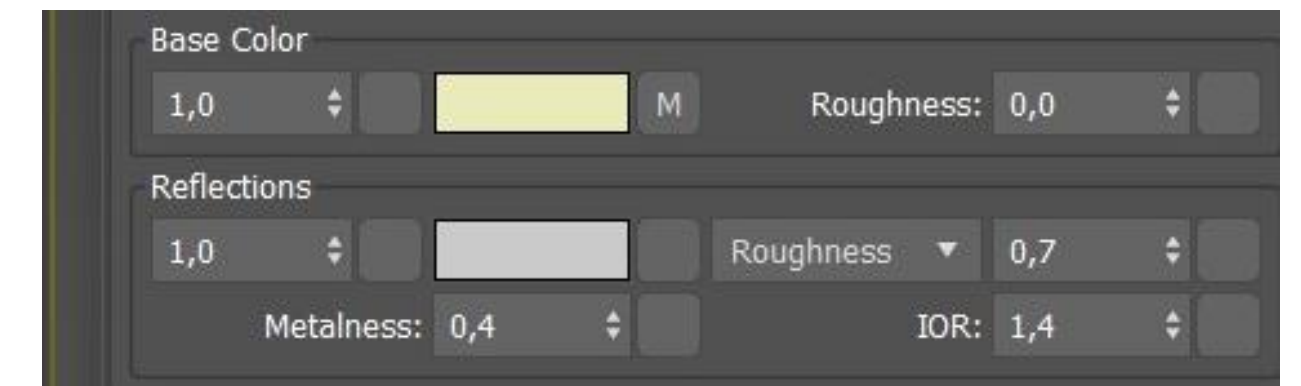 Base Color
1,0 M Roughness: 0,0
Reflections
1,0 Roughness 0,7
Metalness: 0,4 IOR: 1,4